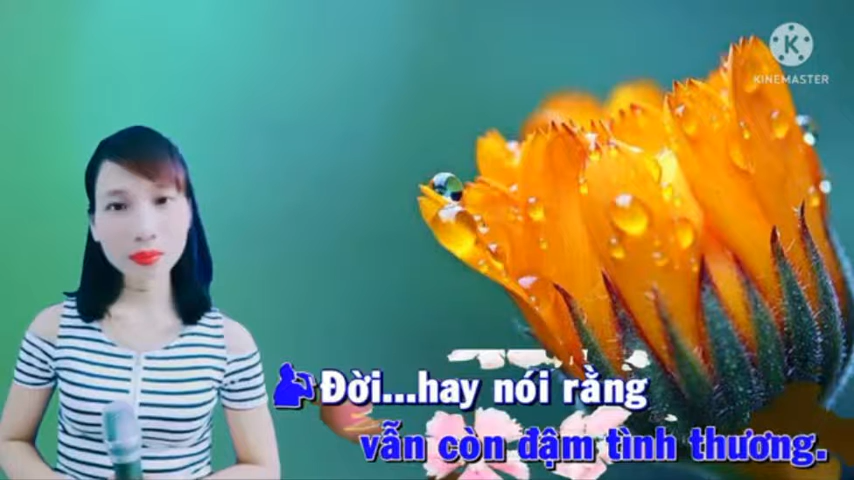 K
KINEMASTER
Đời...hay nói rằng
vẫn còn đậm tình thương.